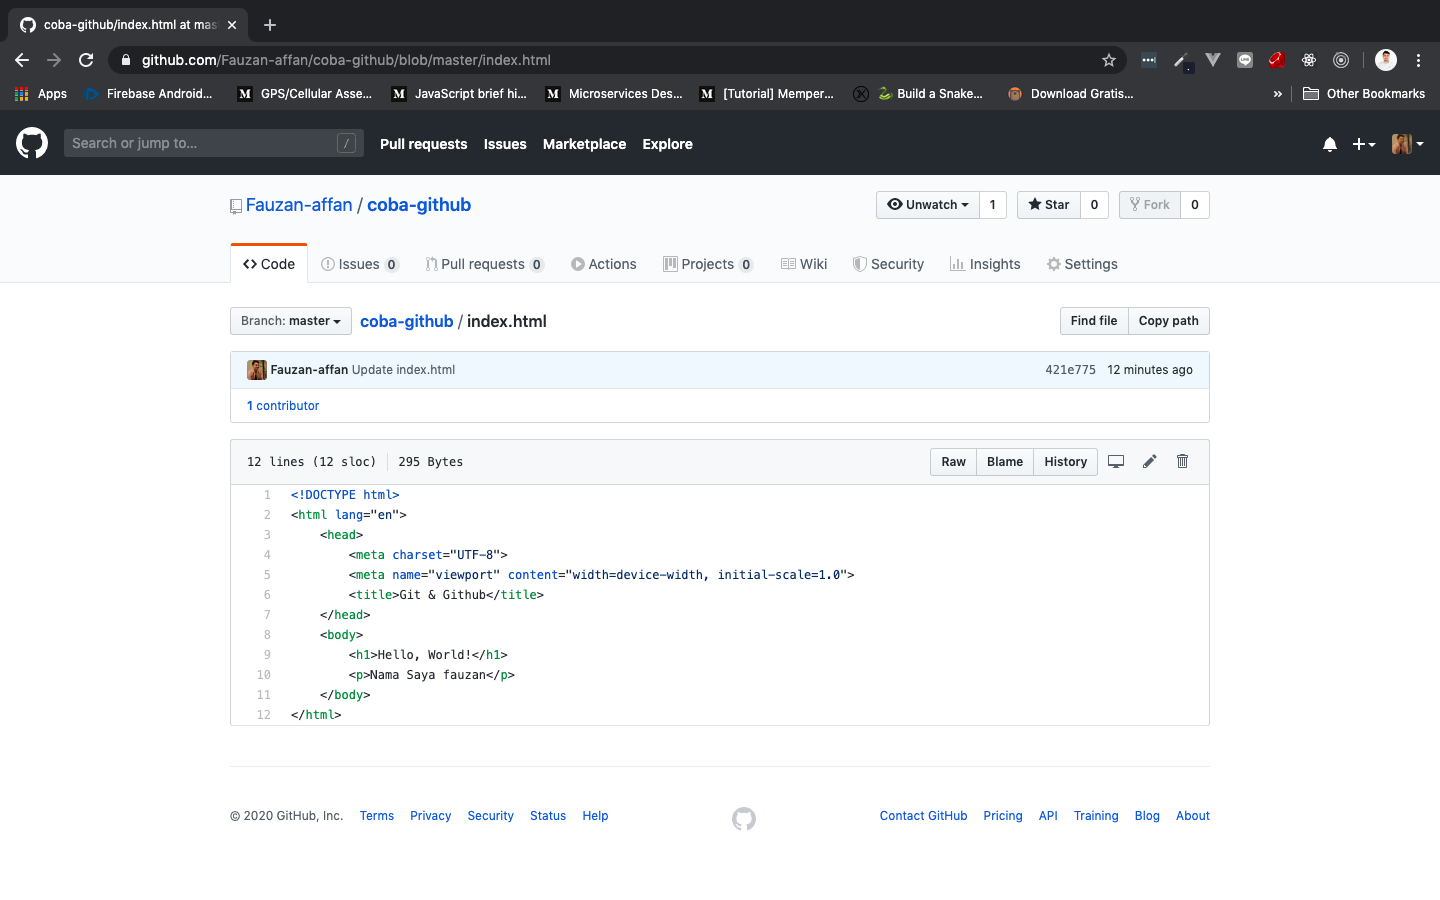 coba-github/index.html at mas
github.com/Fauzan-affan/coba-github/blob/master/index.html
Apps Firebase Android... GPS/Cellular Asse... JavaScript brief hi... Microservices Des... [Tutorial] Memper... Build a Snake... Download Gratis... » Other Bookmarks
Search or jump to... / Pull requests Issues Marketplace Explore
Fauzan-affan / coba-github Unwatch 1 Star 0 Fork 0
Code Issues 0 Pull requests 0 Actions Projects 0 Wiki Security Insights Settings
Branch: master coba-github / index.html Find file Copy path
Fauzan-affan Update index.html 421e775 12 minutes ago
1 contributor
12 lines (12 sloc) 295 Bytes Raw Blame History
1 <!DOCTYPE html>
2 <html lang="en">
3 <head>
4 <meta charset="UTF-8">
5 <meta name="viewport" content="width=device-width, initial-scale=1.0">
6 <title>Git & Github</title>
7 </head>
8 <body>
9 <h1>Hello, World!</h1>
10 <p>Nama Saya fauzan</p>
11 </body>
12 </html>
© 2020 GitHub, Inc. Terms Privacy Security Status Help Contact GitHub Pricing API Training Blog About